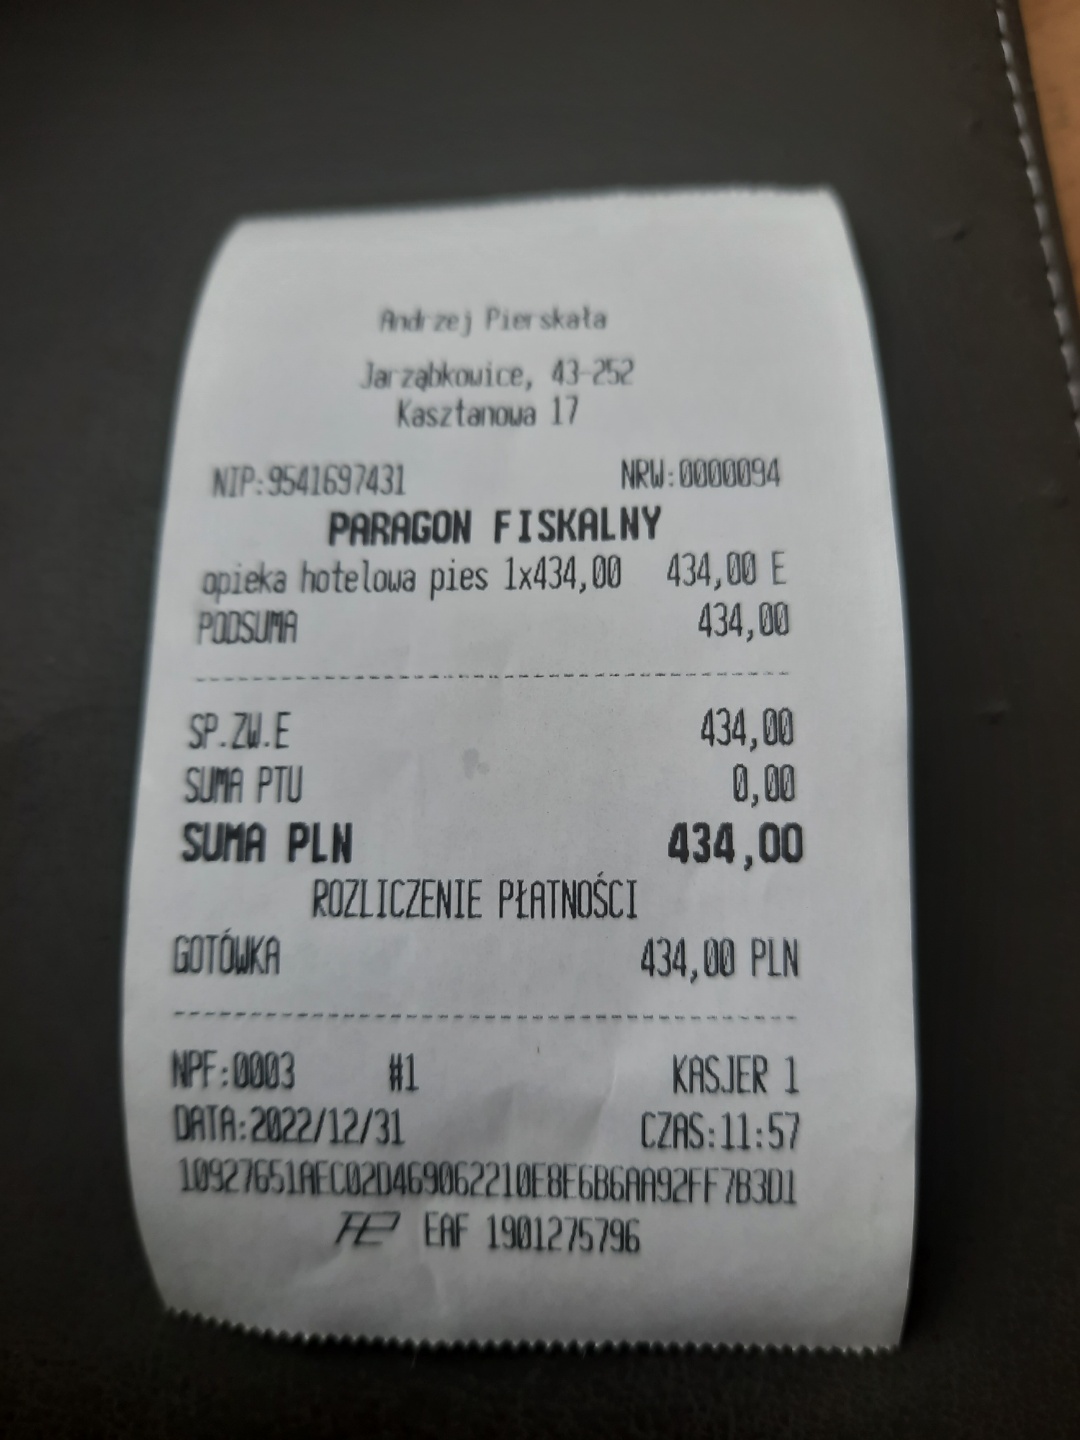 Andrzej Pierskała
Jarząbkowice, 43-252
Kasztanowa 17
NIP:9541697431 NRW:0000094
PARAGON FISKALNY
opieka hotelowa pies 1x434,00 434,00 E
PODSUMA 434,00
SP.ZW.E 434,00
SUMA PTU 0,00
SUMA PLN 434,00
ROZLICZENIE PŁATNOŚCI
GOTÓWKA 434,00 PLN
NPF:0003 #1 KASJER 1
DATA:2022/12/31 CZAS:11:57
10927651AEC02D469062210E8E6B6AA92FF7B3D1
EAF 1901275796